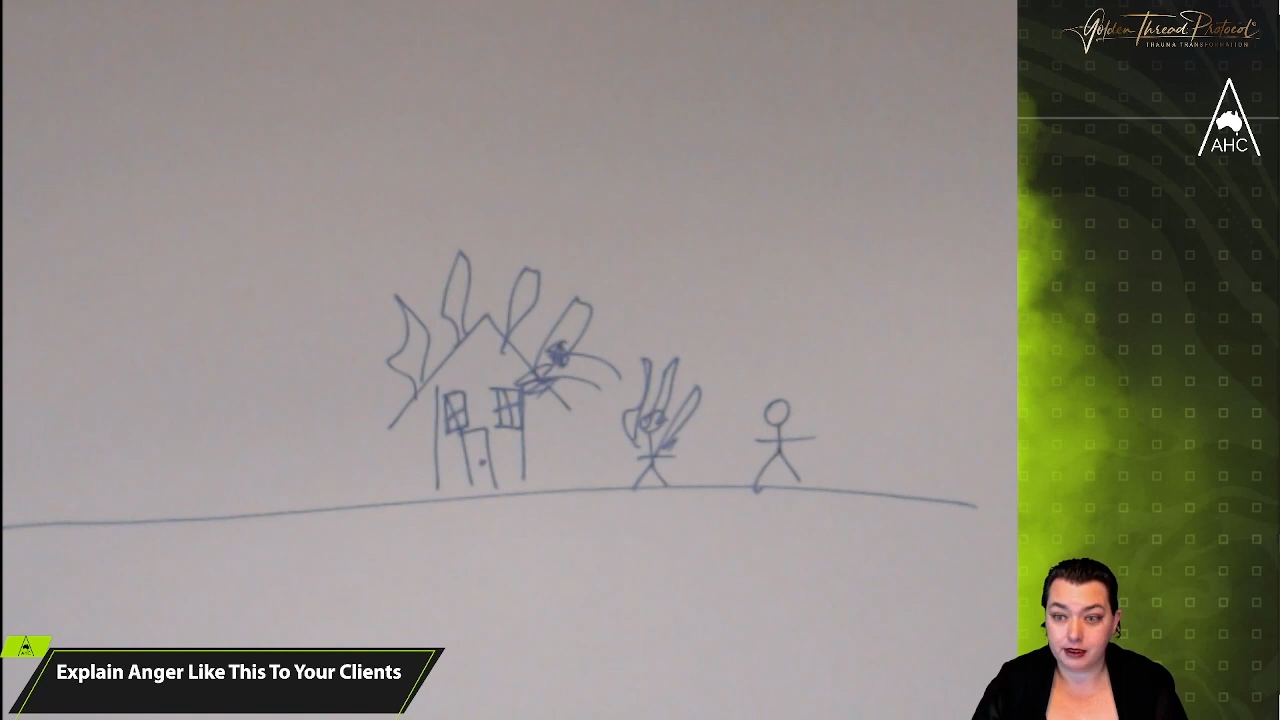 Golden Thread Protocol
TRAUMA TRANSFORMATION
AHC
Explain Anger Like This To Your Clients